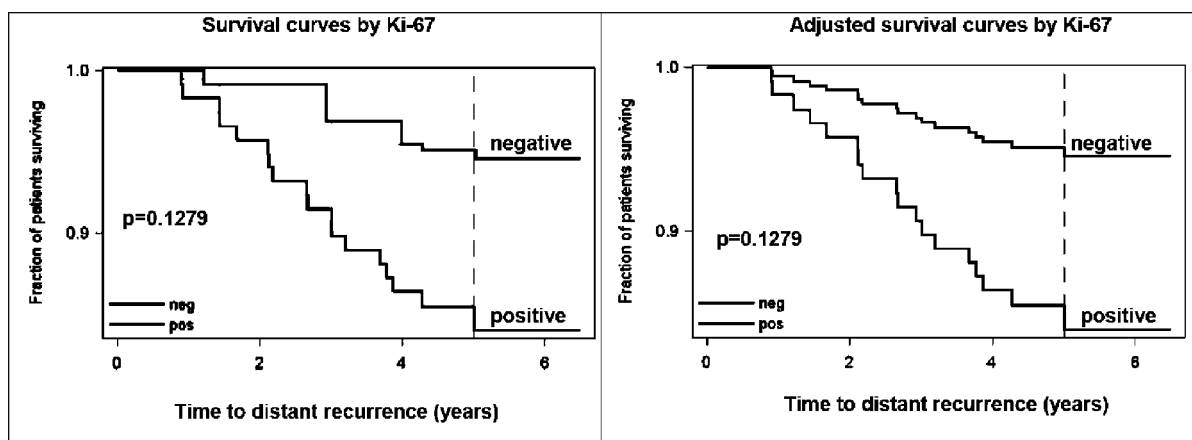 Survival curves by Ki-67
Fraction of patients surviving
1.0
0.9
negative
p=0.1279
positive
neg
pos
0 2 4 6
Time to distant recurrence (years)
Adjusted survival curves by Ki-67
Fraction of patients surviving
1.0
0.9
negative
p=0.1279
positive
neg
pos
0 2 4 6
Time to distant recurrence (years)